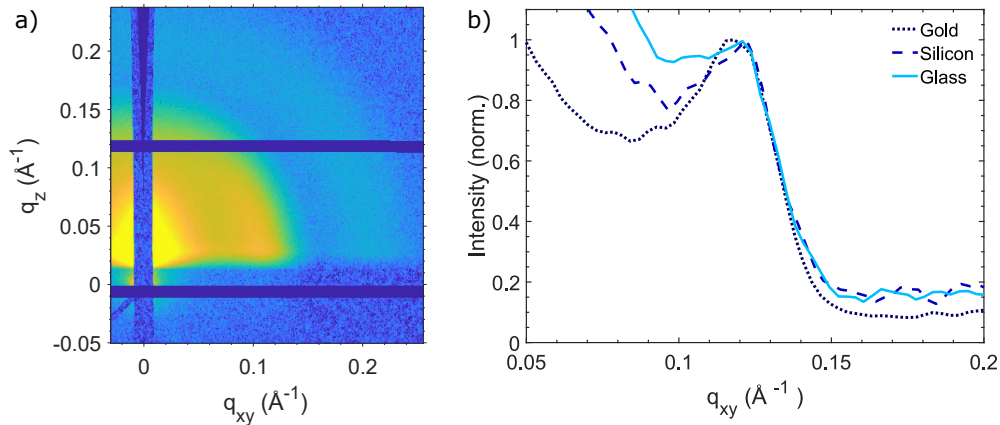 a)
0.2
0.15
0.1
0.05
0
-0.05
q_z (Å⁻¹)
0
0.1
0.2
q_xy (Å⁻¹)
b)
1
0.8
0.6
0.4
0.2
0
Intensity (norm.)
0.05
0.1
0.15
0.2
q_xy (Å⁻¹)
Gold
Silicon
Glass